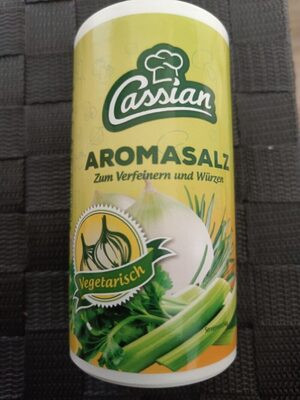 Cassian
AROMASALZ
Zum Verfeinern und Würzen
Vegetarisch